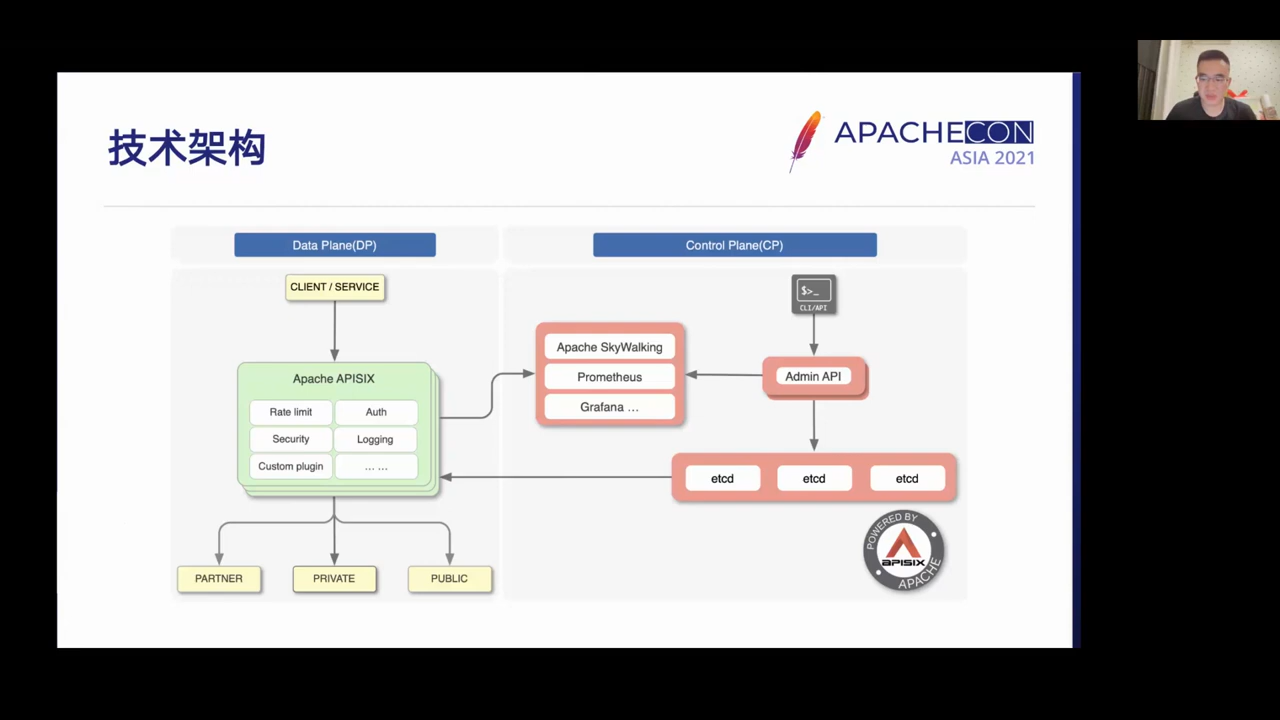 技术架构
APACHECON
ASIA 2021
Data Plane(DP)
Control Plane(CP)
CLIENT / SERVICE
$>_
CLI/API
Apache APISIX
Rate limit
Auth
Security
Logging
Custom plugin
... ...
Apache SkyWalking
Prometheus
Grafana ...
Admin API
etcd
etcd
etcd
PARTNER
PRIVATE
PUBLIC
POWERED BY
APISIX
APACHE